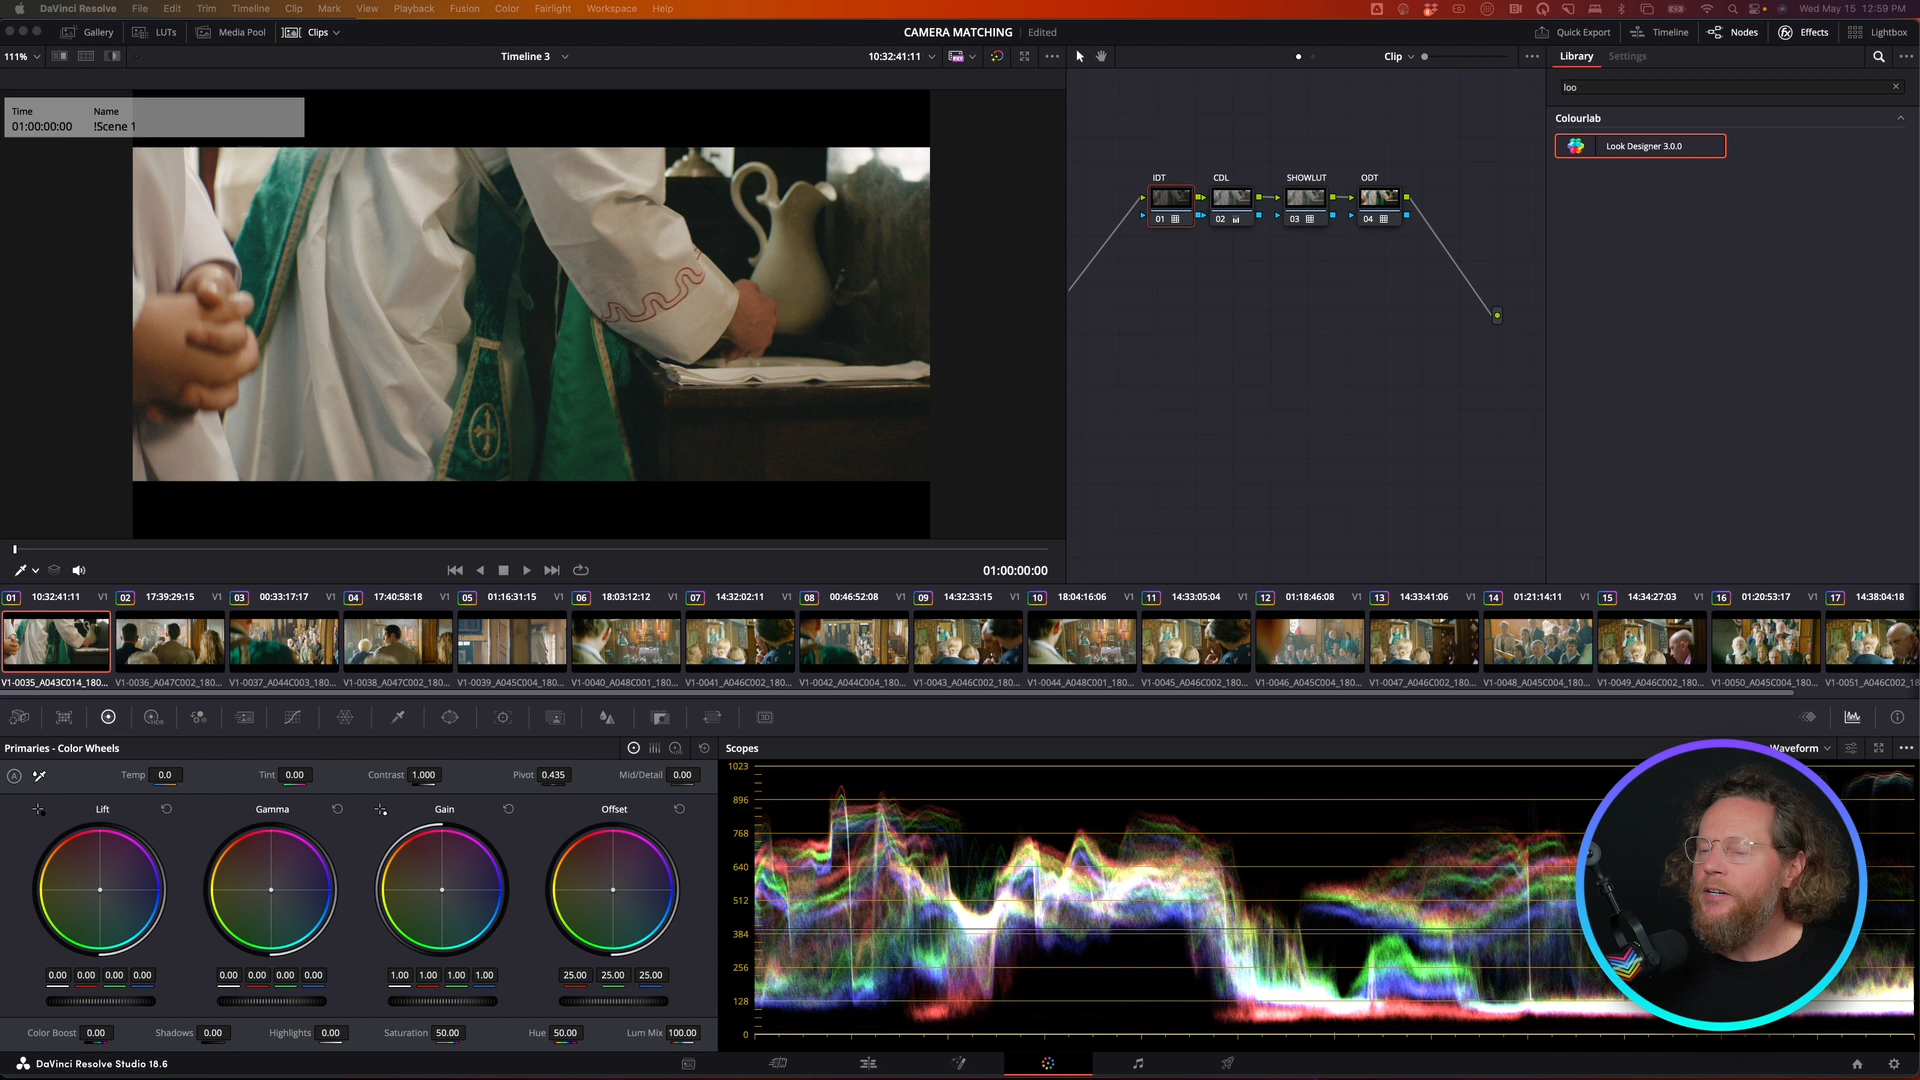 DaVinci Resolve File Edit Trim Timeline Clip Mark View Playback Fusion Color Fairlight Workspace Help Wed May 15 12:59 PM
Gallery LUTs Media Pool Clips CAMERA MATCHING Edited Quick Export Timeline Nodes Effects Lightbox
111% Timeline 3 10:32:41:11 Clip Library Settings
loo
Time Name
01:00:00:00 !Scene 1
Colourlab
Look Designer 3.0.0
IDT CDL SHOWLUT ODT
01 02 03 04
01:00:00:00
01 10:32:41:11 V1 02 17:39:29:15 V1 03 00:33:17:17 V1 04 17:40:58:18 V1 05 01:16:31:15 V1 06 18:03:12:12 V1 07 14:32:02:11 V1 08 00:46:52:08 V1 09 14:32:33:15 V1 10 18:04:16:06 V1 11 14:33:05:04 V1 12 01:18:46:08 V1 13 14:33:41:06 V1 14 01:21:14:11 V1 15 14:34:27:03 V1 16 01:20:53:17 V1 17 14:38:04:18 V1
V1-0035_A043C014_180... V1-0036_A047C002_180... V1-0037_A044C003_180... V1-0038_A047C002_180... V1-0039_A045C004_180... V1-0040_A048C001_180... V1-0041_A046C002_180... V1-0042_A044C004_180... V1-0043_A046C002_180... V1-0044_A048C001_180... V1-0045_A046C002_180... V1-0046_A045C004_180... V1-0047_A046C002_180... V1-0048_A045C004_180... V1-0049_A046C002_180... V1-0050_A045C004_180... V1-0051_A046C002_18
3D
Primaries - Color Wheels Scopes Waveform
A Temp 0.0 Tint 0.00 Contrast 1.000 Pivot 0.435 Mid/Detail 0.00
Lift Gamma Gain Offset
0.00 0.00 0.00 0.00 0.00 0.00 0.00 0.00 1.00 1.00 1.00 1.00 25.00 25.00 25.00
Color Boost 0.00 Shadows 0.00 Highlights 0.00 Saturation 50.00 Hue 50.00 Lum Mix 100.00
1023
896
768
640
512
384
256
128
0
DaVinci Resolve Studio 18.6